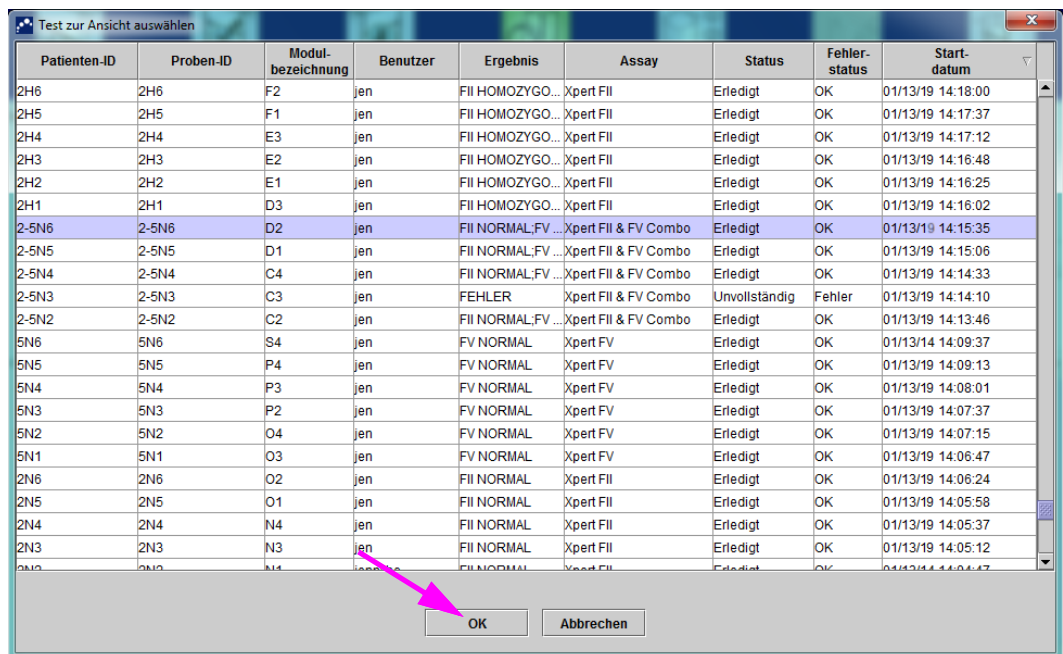 Test zur Ansicht auswählen
Patienten-ID Proben-ID Modul-bezeichnung Benutzer Ergebnis Assay Status Fehler-status Start-datum
2H6 2H6 F2 jen FII HOMOZYGO... Xpert FII Erledigt OK 01/13/19 14:18:00
2H5 2H5 F1 jen FII HOMOZYGO... Xpert FII Erledigt OK 01/13/19 14:17:37
2H4 2H4 E3 jen FII HOMOZYGO... Xpert FII Erledigt OK 01/13/19 14:17:12
2H3 2H3 E2 jen FII HOMOZYGO... Xpert FII Erledigt OK 01/13/19 14:16:48
2H2 2H2 E1 jen FII HOMOZYGO... Xpert FII Erledigt OK 01/13/19 14:16:25
2H1 2H1 D3 jen FII HOMOZYGO... Xpert FII Erledigt OK 01/13/19 14:16:02
2-5N6 2-5N6 D2 jen FII NORMAL;FV ... Xpert FII & FV Combo Erledigt OK 01/13/19 14:15:35
2-5N5 2-5N5 D1 jen FII NORMAL;FV ... Xpert FII & FV Combo Erledigt OK 01/13/19 14:15:06
2-5N4 2-5N4 C4 jen FII NORMAL;FV ... Xpert FII & FV Combo Erledigt OK 01/13/19 14:14:33
2-5N3 2-5N3 C3 jen FEHLER Xpert FII & FV Combo Unvollständig Fehler 01/13/19 14:14:10
2-5N2 2-5N2 C2 jen FII NORMAL;FV ... Xpert FII & FV Combo Erledigt OK 01/13/19 14:13:46
5N6 5N6 S4 jen FV NORMAL Xpert FV Erledigt OK 01/13/14 14:09:37
5N5 5N5 P4 jen FV NORMAL Xpert FV Erledigt OK 01/13/19 14:09:13
5N4 5N4 P3 jen FV NORMAL Xpert FV Erledigt OK 01/13/19 14:08:01
5N3 5N3 P2 jen FV NORMAL Xpert FV Erledigt OK 01/13/19 14:07:37
5N2 5N2 O4 jen FV NORMAL Xpert FV Erledigt OK 01/13/19 14:07:15
5N1 5N1 O3 jen FV NORMAL Xpert FV Erledigt OK 01/13/19 14:06:47
2N6 2N6 O2 jen FII NORMAL Xpert FII Erledigt OK 01/13/19 14:06:24
2N5 2N5 O1 jen FII NORMAL Xpert FII Erledigt OK 01/13/19 14:05:58
2N4 2N4 N4 jen FII NORMAL Xpert FII Erledigt OK 01/13/19 14:05:37
2N3 2N3 N3 jen FII NORMAL Xpert FII Erledigt OK 01/13/19 14:05:12
OK Abbrechen